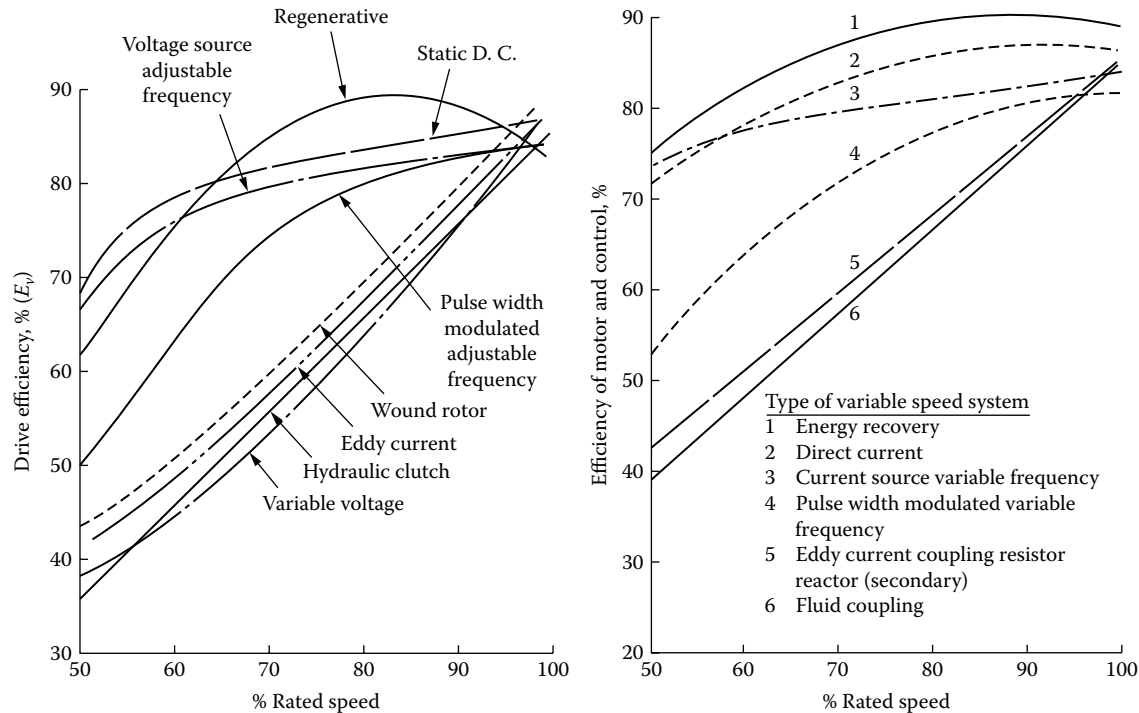 Regenerative
Voltage source
adjustable
frequency
Static D. C.
90
80
70
60
50
40
30
Drive efficiency, % (Eᵥ)
Pulse width
modulated
adjustable
frequency
Wound rotor
Eddy current
Hydraulic clutch
Variable voltage
50
60
70
80
90
100
% Rated speed
90
80
70
60
50
40
30
20
Efficiency of motor and control, %
1
2
3
4
5
6
Type of variable speed system
1 Energy recovery
2 Direct current
3 Current source variable frequency
4 Pulse width modulated variable
frequency
5 Eddy current coupling resistor
reactor (secondary)
6 Fluid coupling
50
60
70
80
90
100
% Rated speed